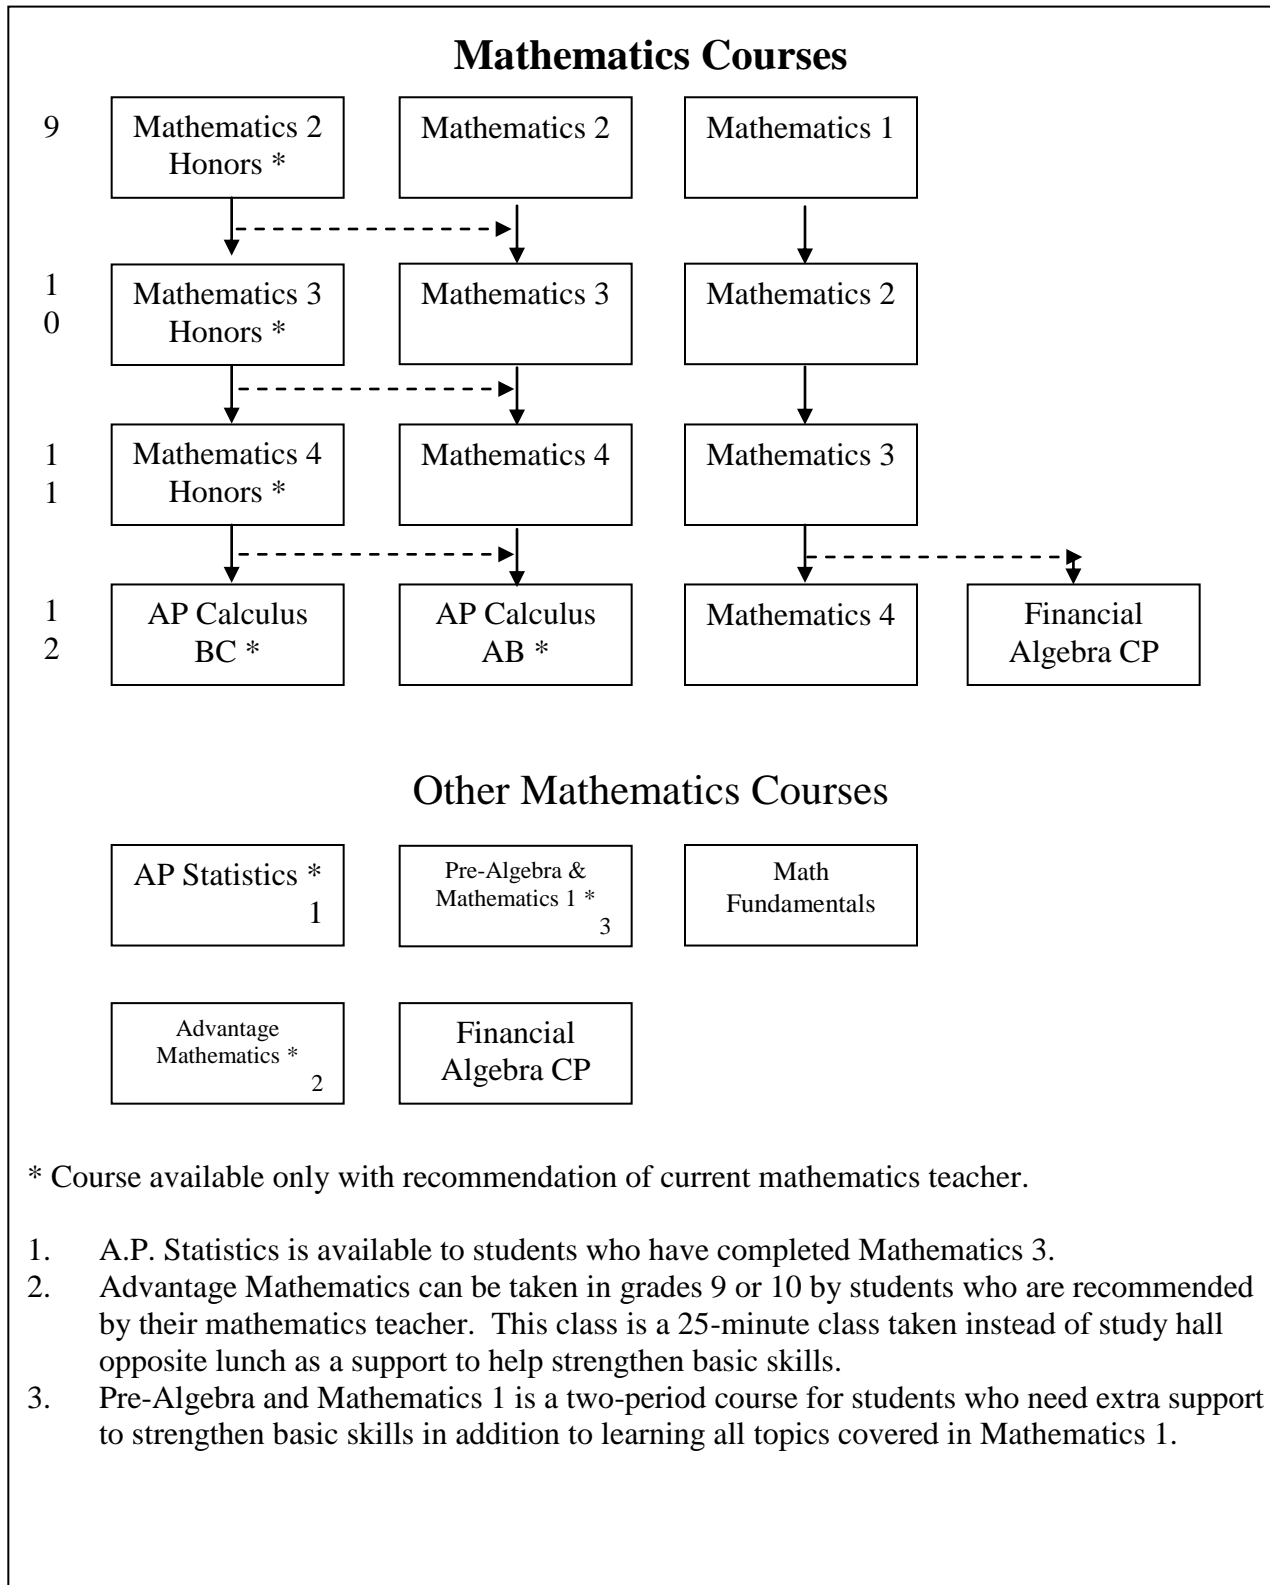 Mathematics Courses
9
Mathematics 2
Honors *
Mathematics 2
Mathematics 1
1
0
Mathematics 3
Honors *
Mathematics 3
Mathematics 2
1
1
Mathematics 4
Honors *
Mathematics 4
Mathematics 3
1
2
AP Calculus
BC *
AP Calculus
AB *
Mathematics 4
Financial
Algebra CP
Other Mathematics Courses
AP Statistics *
1
Pre-Algebra &
Mathematics 1 *
3
Math
Fundamentals
Advantage
Mathematics *
2
Financial
Algebra CP
* Course available only with recommendation of current mathematics teacher.
1. A.P. Statistics is available to students who have completed Mathematics 3.
2. Advantage Mathematics can be taken in grades 9 or 10 by students who are recommended
by their mathematics teacher. This class is a 25-minute class taken instead of study hall
opposite lunch as a support to help strengthen basic skills.
3. Pre-Algebra and Mathematics 1 is a two-period course for students who need extra support
to strengthen basic skills in addition to learning all topics covered in Mathematics 1.